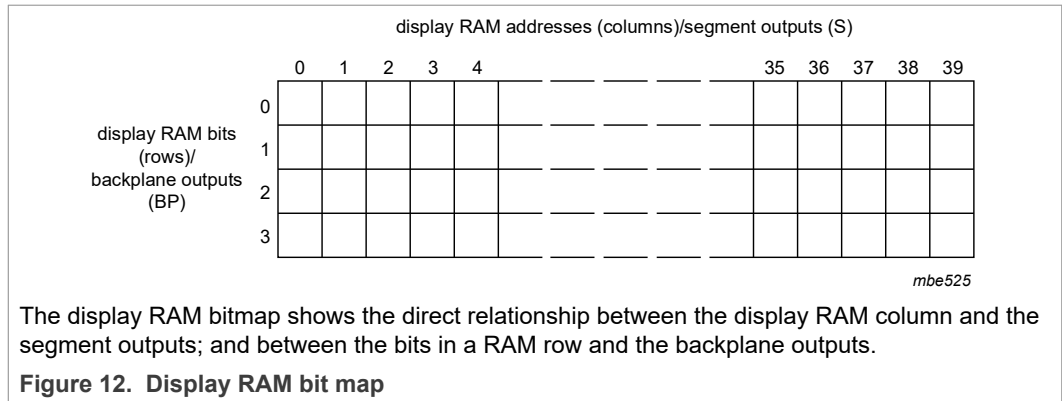 display RAM addresses (columns)/segment outputs (S)
0 1 2 3 4 35 36 37 38 39
0
display RAM bits
(rows)/
1
backplane outputs
(BP)
2
3
mbe525
The display RAM bitmap shows the direct relationship between the display RAM column and the
segment outputs; and between the bits in a RAM row and the backplane outputs.
Figure 12. Display RAM bit map